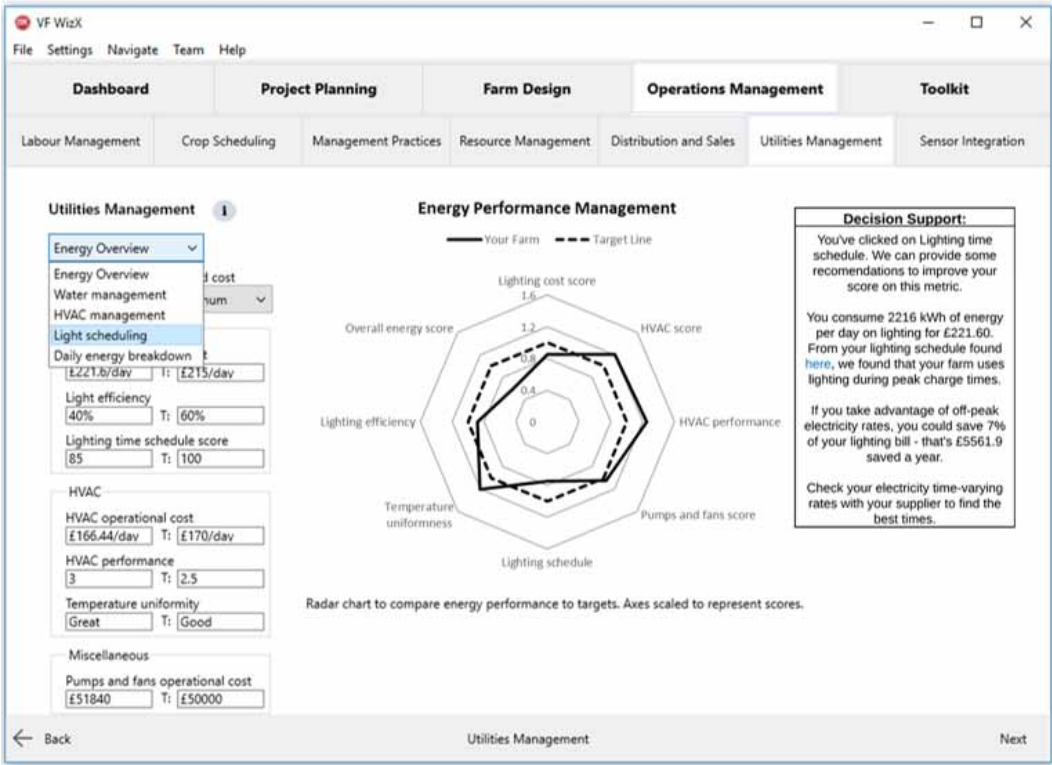 VF WizX
File Settings Navigate Team Help
Dashboard Project Planning Farm Design Operations Management Toolkit
Labour Management Crop Scheduling Management Practices Resource Management Distribution and Sales Utilities Management Sensor Integration
Utilities Management i
Energy Overview
Energy Overview
Water management
HVAC management
Light scheduling
Daily energy breakdown
cost
num
£221.6/day T: £215/day
Light efficiency
40% T: 60%
Lighting time schedule score
85 T: 100
HVAC
HVAC operational cost
£166.44/day T: £170/day
HVAC performance
3 T: 2.5
Temperature uniformity
Great T: Good
Miscellaneous
Pumps and fans operational cost
£51840 T: £50000
Energy Performance Management
Your Farm Target Line
Lighting cost score
1.6
Overall energy score 1.2 HVAC score
0.8
0.4
Lighting efficiency 0 HVAC performance
Temperature
uniformness
Pumps and fans score
Lighting schedule
Radar chart to compare energy performance to targets. Axes scaled to represent scores.
Decision Support:
You've clicked on Lighting time
schedule. We can provide some
recomendations to improve your
score on this metric.
You consume 2216 kWh of energy
per day on lighting for £221.60.
From your lighting schedule found
here, we found that your farm uses
lighting during peak charge times.
If you take advantage of off-peak
electricity rates, you could save 7%
of your lighting bill - that's £5561.9
saved a year.
Check your electricity time-varying
rates with your supplier to find the
best times.
Back Utilities Management Next